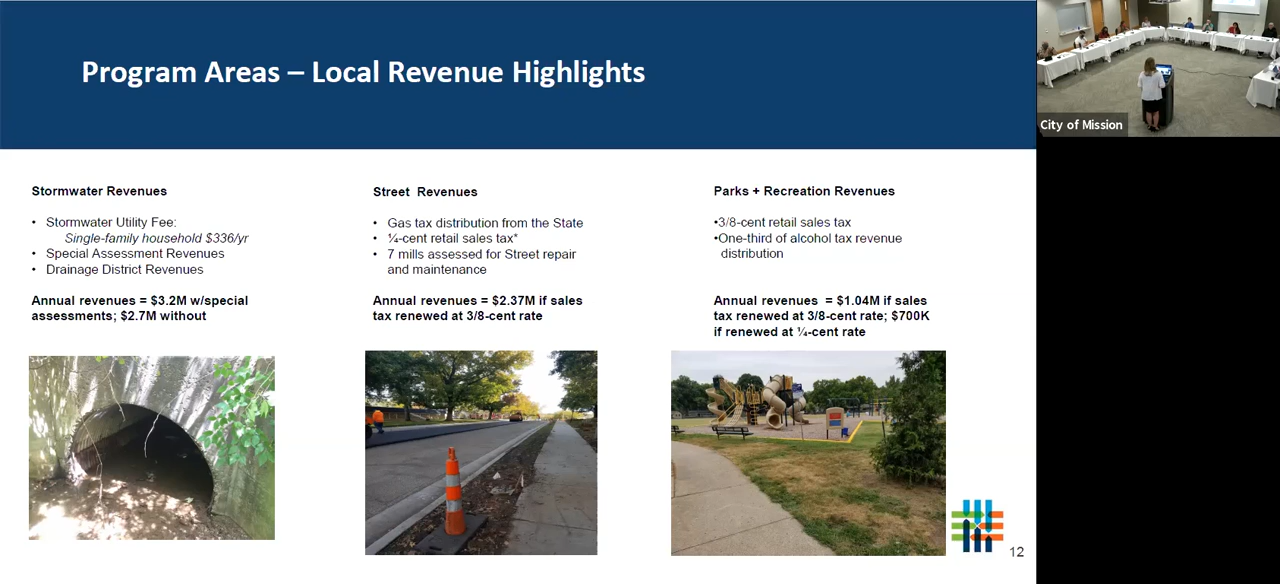 Program Areas – Local Revenue Highlights
City of Mission
Stormwater Revenues
• Stormwater Utility Fee:
Single-family household $336/yr
• Special Assessment Revenues
• Drainage District Revenues
Annual revenues = $3.2M w/special
assessments; $2.7M without
Street Revenues
• Gas tax distribution from the State
• ¼-cent retail sales tax*
• 7 mills assessed for Street repair
and maintenance
Annual revenues = $2.37M if sales
tax renewed at 3/8-cent rate
Parks + Recreation Revenues
•3/8-cent retail sales tax
•One-third of alcohol tax revenue
distribution
Annual revenues = $1.04M if sales
tax renewed at 3/8-cent rate; $700K
if renewed at ¼-cent rate
12